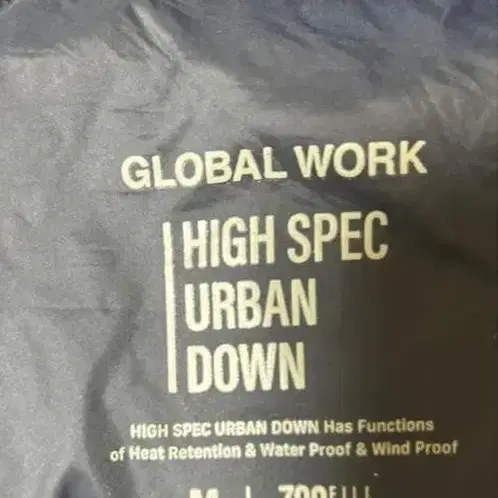 GLOBAL WORK
HIGH SPEC
URBAN
DOWN
HIGH SPEC URBAN DOWN Has Functions
of Heat Retention & Water Proof & Wind Proof
M | 700FILL